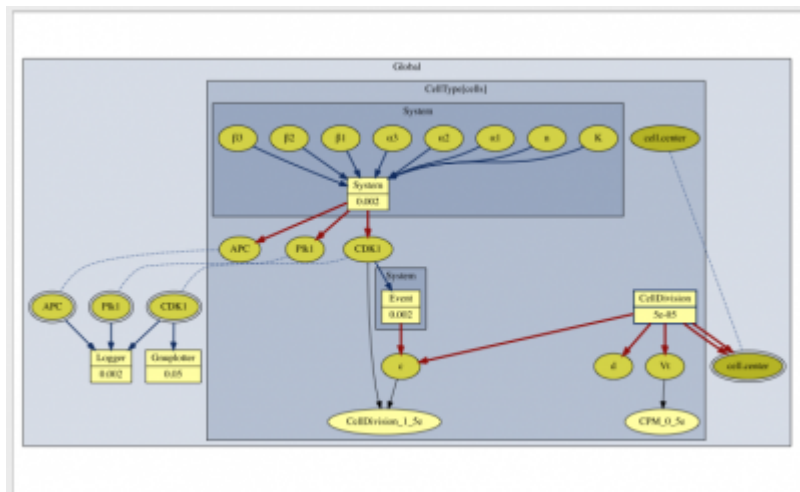 Global
CellType[cells]
System
β3
β2
β1
α3
α2
α1
n
K
cell.center
System
0.002
APC
Plk1
CDK1
System
APC
Plk1
CDK1
Event
0.002
CellDivision
5e-05
Logger
0.002
Gnuplotter
0.05
c
d
Vt
cell.center
CellDivision_1_5e
CPM_0_5e